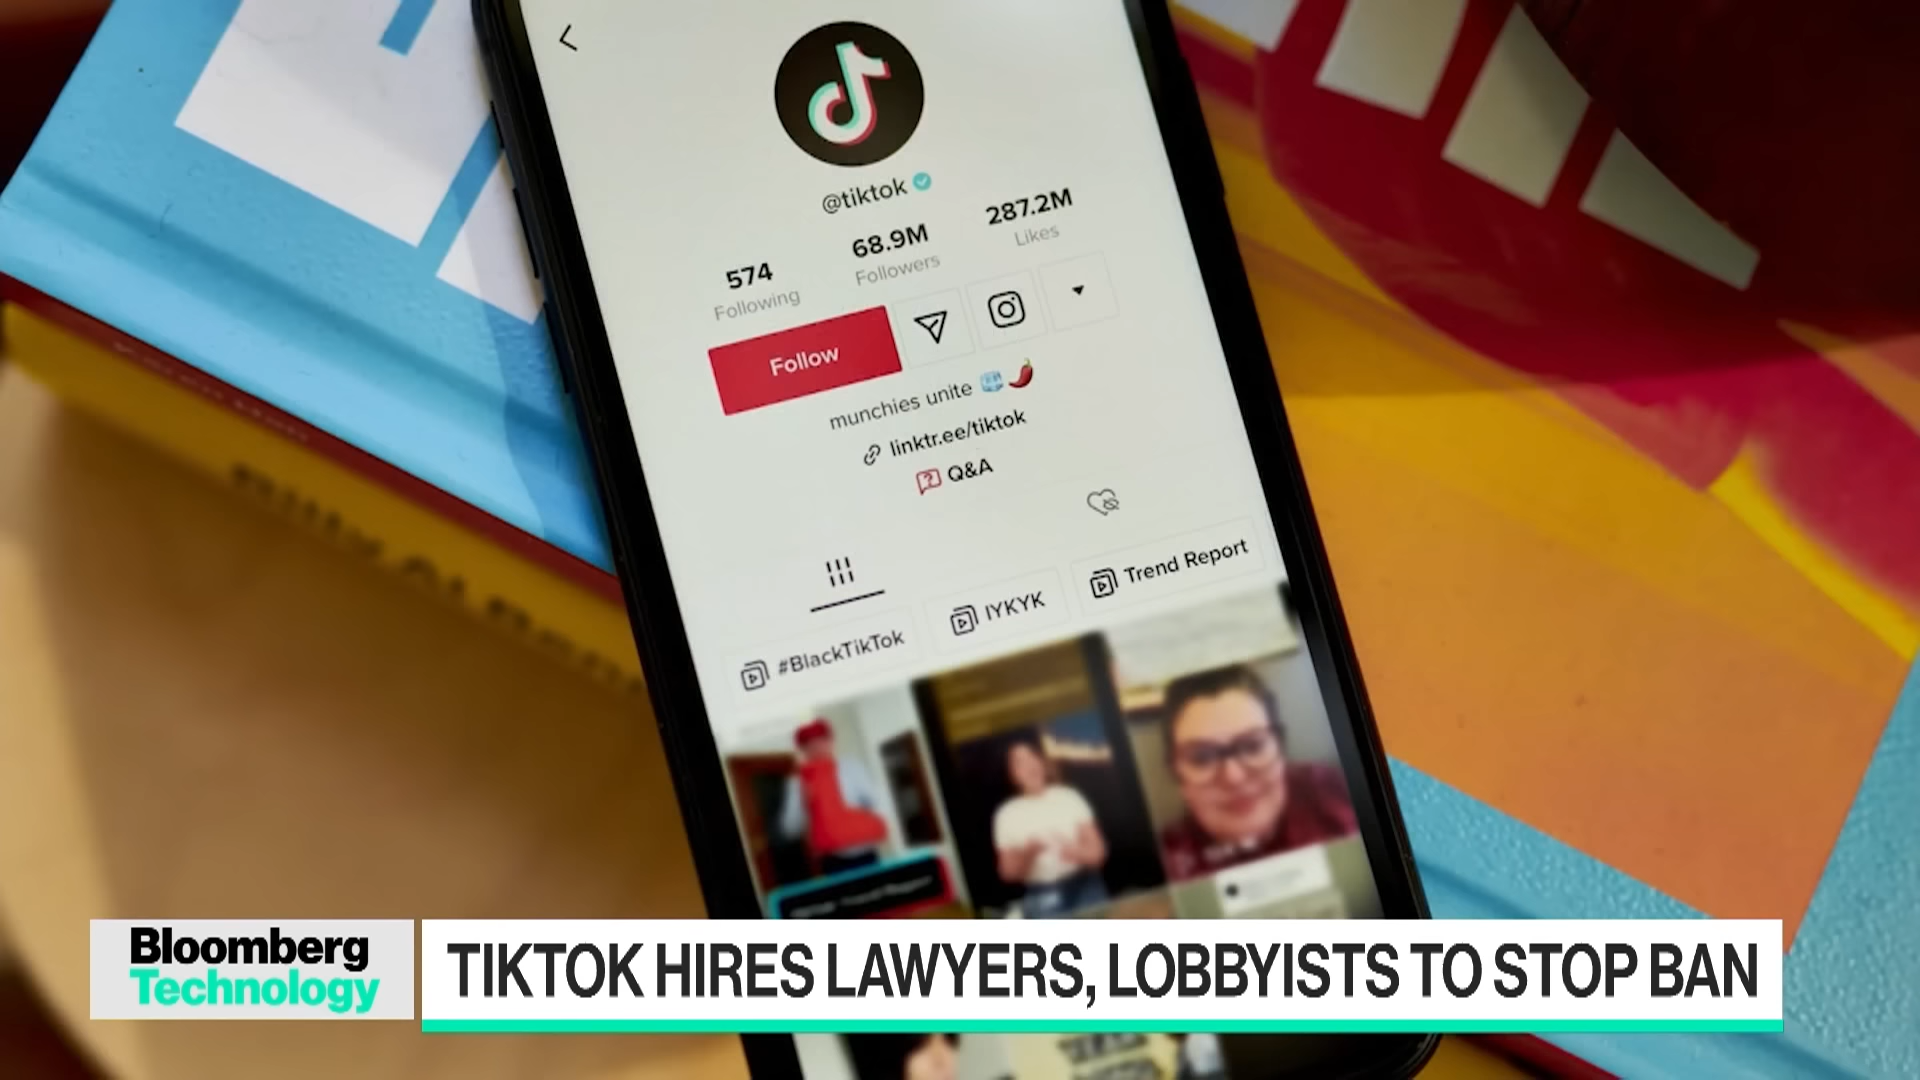 @tiktok
574
68.9M
287.2M
Following
Followers
Likes
Follow
munchies unite
linktr.ee/tiktok
Q&A
#BlackTikTok
IYKYK
Trend Report
Bloomberg
Technology
TIKTOK HIRES LAWYERS, LOBBYISTS TO STOP BAN